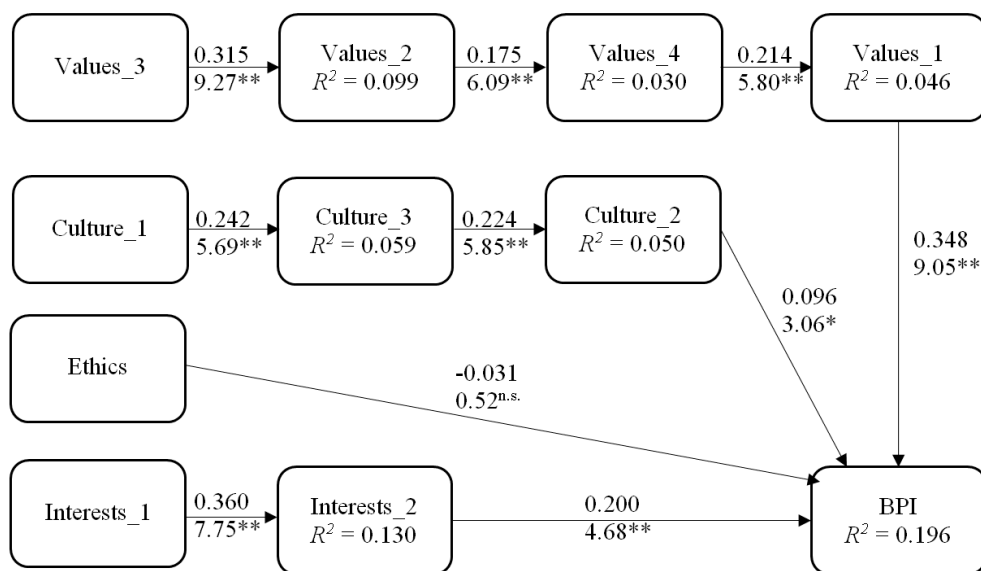 0.315
0.175
0.214
Values_3
Values_2
Values_4
Values_1
9.27**
R² = 0.099
6.09**
R² = 0.030
5.80**
R² = 0.046
0.242
0.224
Culture_1
Culture_3
Culture_2
5.69**
R² = 0.059
5.85**
R² = 0.050
0.348
9.05**
0.096
3.06*
Ethics
-0.031
0.52n.s.
0.360
0.200
Interests_1
Interests_2
BPI
7.75**
R² = 0.130
4.68**
R² = 0.196